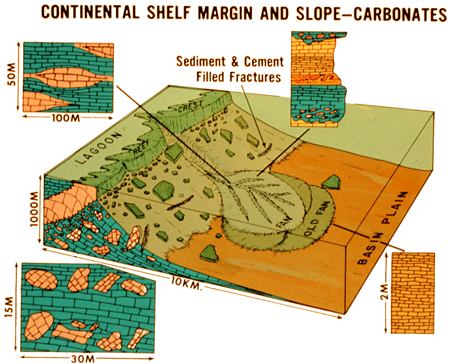 CONTINENTAL SHELF MARGIN AND SLOPE–CARBONATES
50M
100M
Sediment & Cement
Filled Fractures
LAGOON
REEF CREST
1000M
FAN
OLD FAN
BASIN PLAIN
10KM.
15M
30M
2M